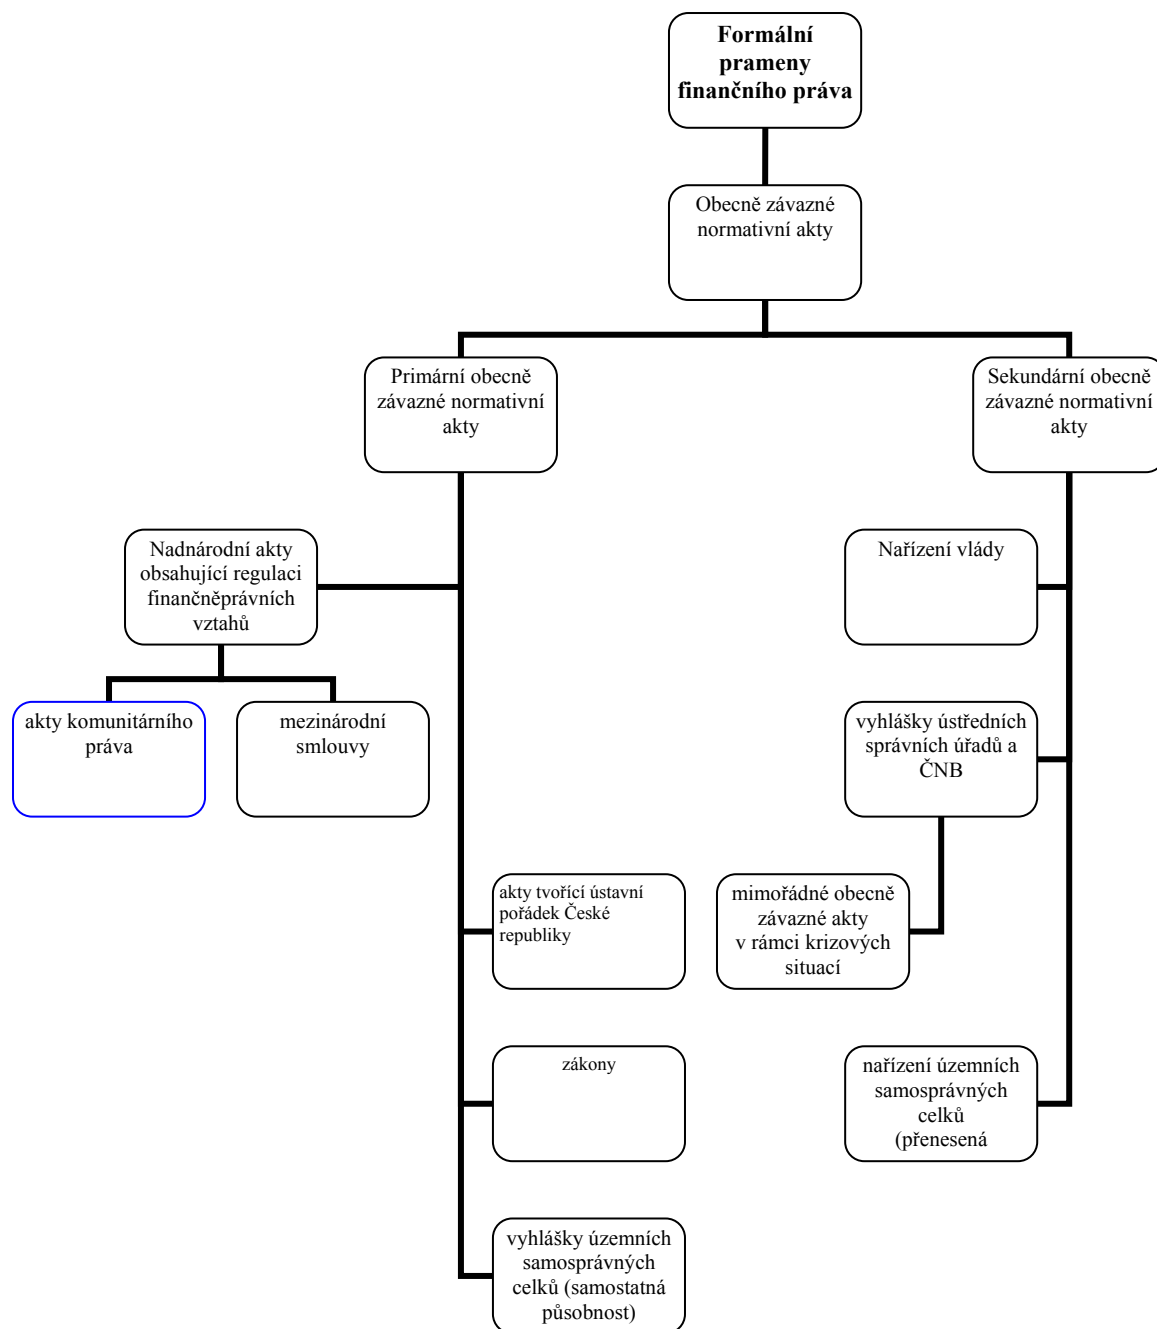 Formální
prameny
finančního práva
Obecně závazné
normativní akty
Primární obecně
závazné normativní
akty
Sekundární obecně
závazné normativní
akty
Nadnárodní akty
obsahující regulaci
finančněprávních
vztahů
Nařízení vlády
akty komunitárního
práva
mezinárodní
smlouvy
vyhlášky ústředních
správních úřadů a
ČNB
akty tvořící ústavní
pořádek České
republiky
mimořádné obecně
závazné akty
v rámci krizových
situací
zákony
nařízení územních
samosprávných
celků
(přenesená
vyhlášky územních
samosprávných
celků (samostatná
působnost)